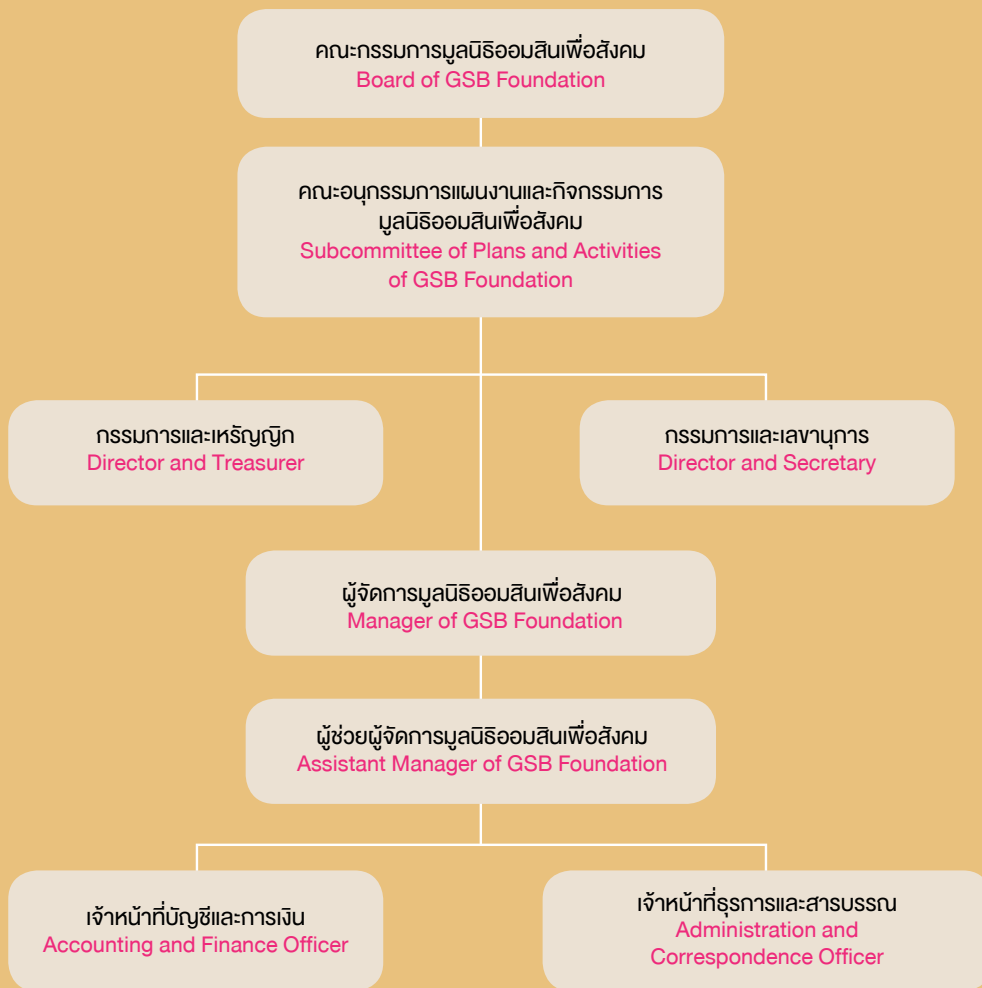 คณะกรรมการมูลนิธิออมสินเพื่อสังคม
Board of GSB Foundation
คณะอนุกรรมการแผนงานและกิจกรรมการ
มูลนิธิออมสินเพื่อสังคม
Subcommittee of Plans and Activities
of GSB Foundation
กรรมการและเหรัญญิก
Director and Treasurer
กรรมการและเลขานุการ
Director and Secretary
ผู้จัดการมูลนิธิออมสินเพื่อสังคม
Manager of GSB Foundation
ผู้ช่วยผู้จัดการมูลนิธิออมสินเพื่อสังคม
Assistant Manager of GSB Foundation
เจ้าหน้าที่บัญชีและการเงิน
Accounting and Finance Officer
เจ้าหน้าที่ธุรการและสารบรรณ
Administration and
Correspondence Officer